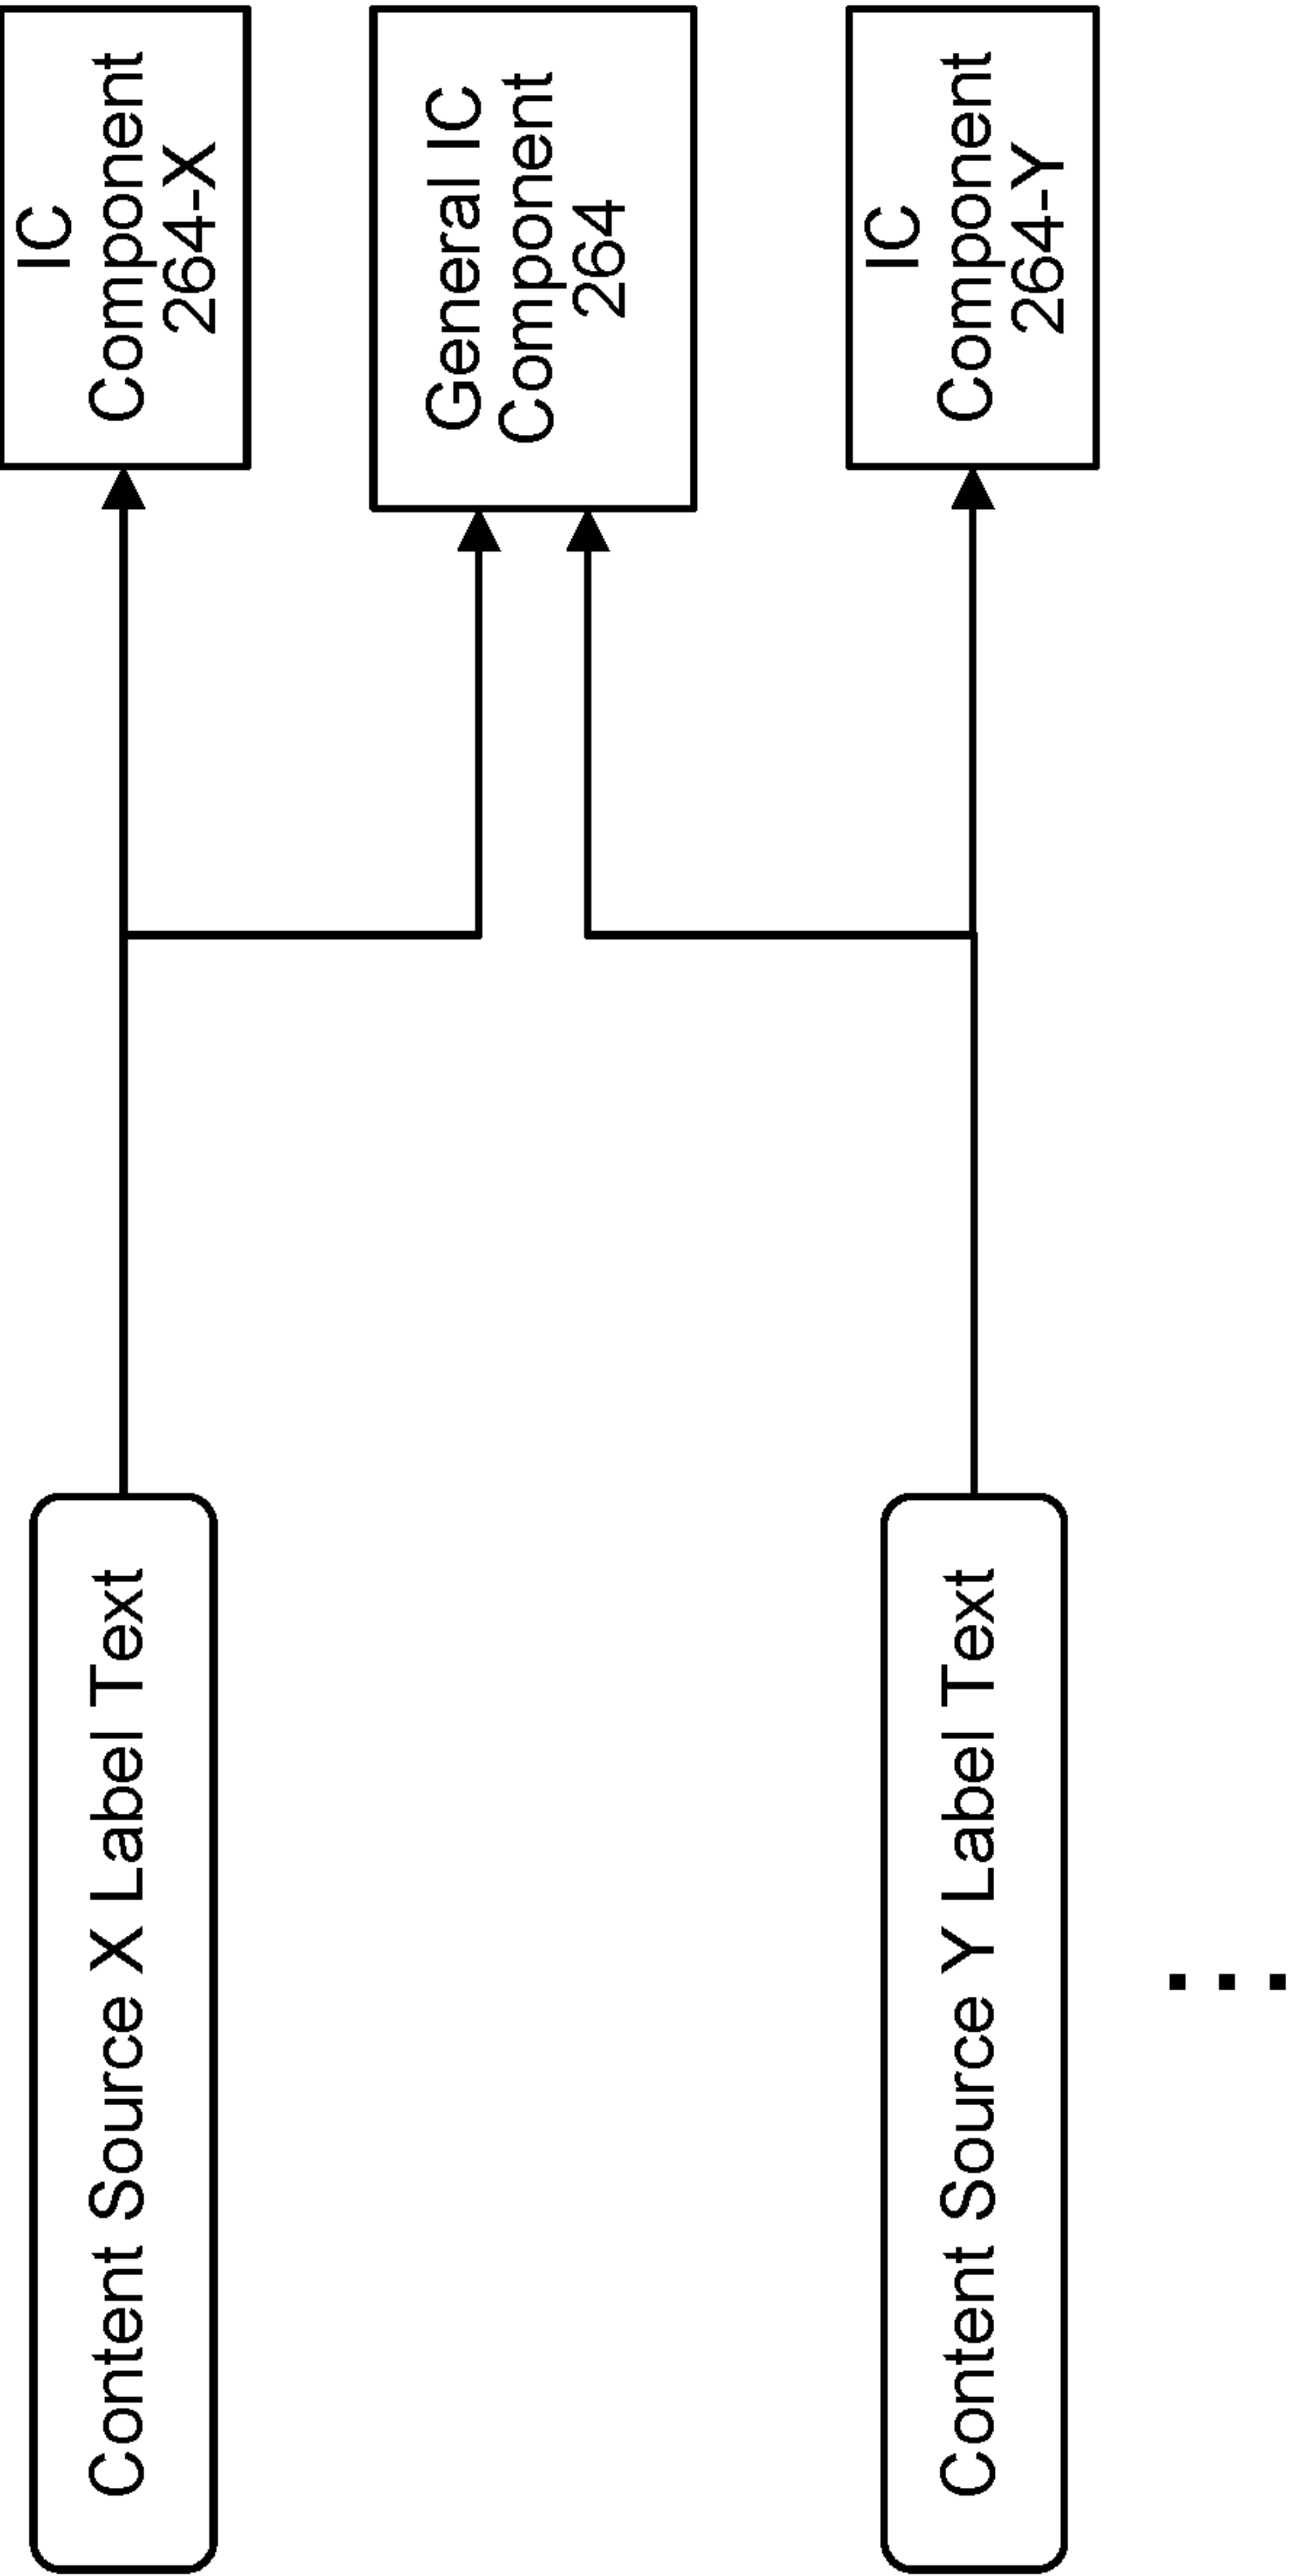 Content Source X Label Text
IC
Component
264-X
General IC
Component
264
Content Source Y Label Text
IC
Component
264-Y
...